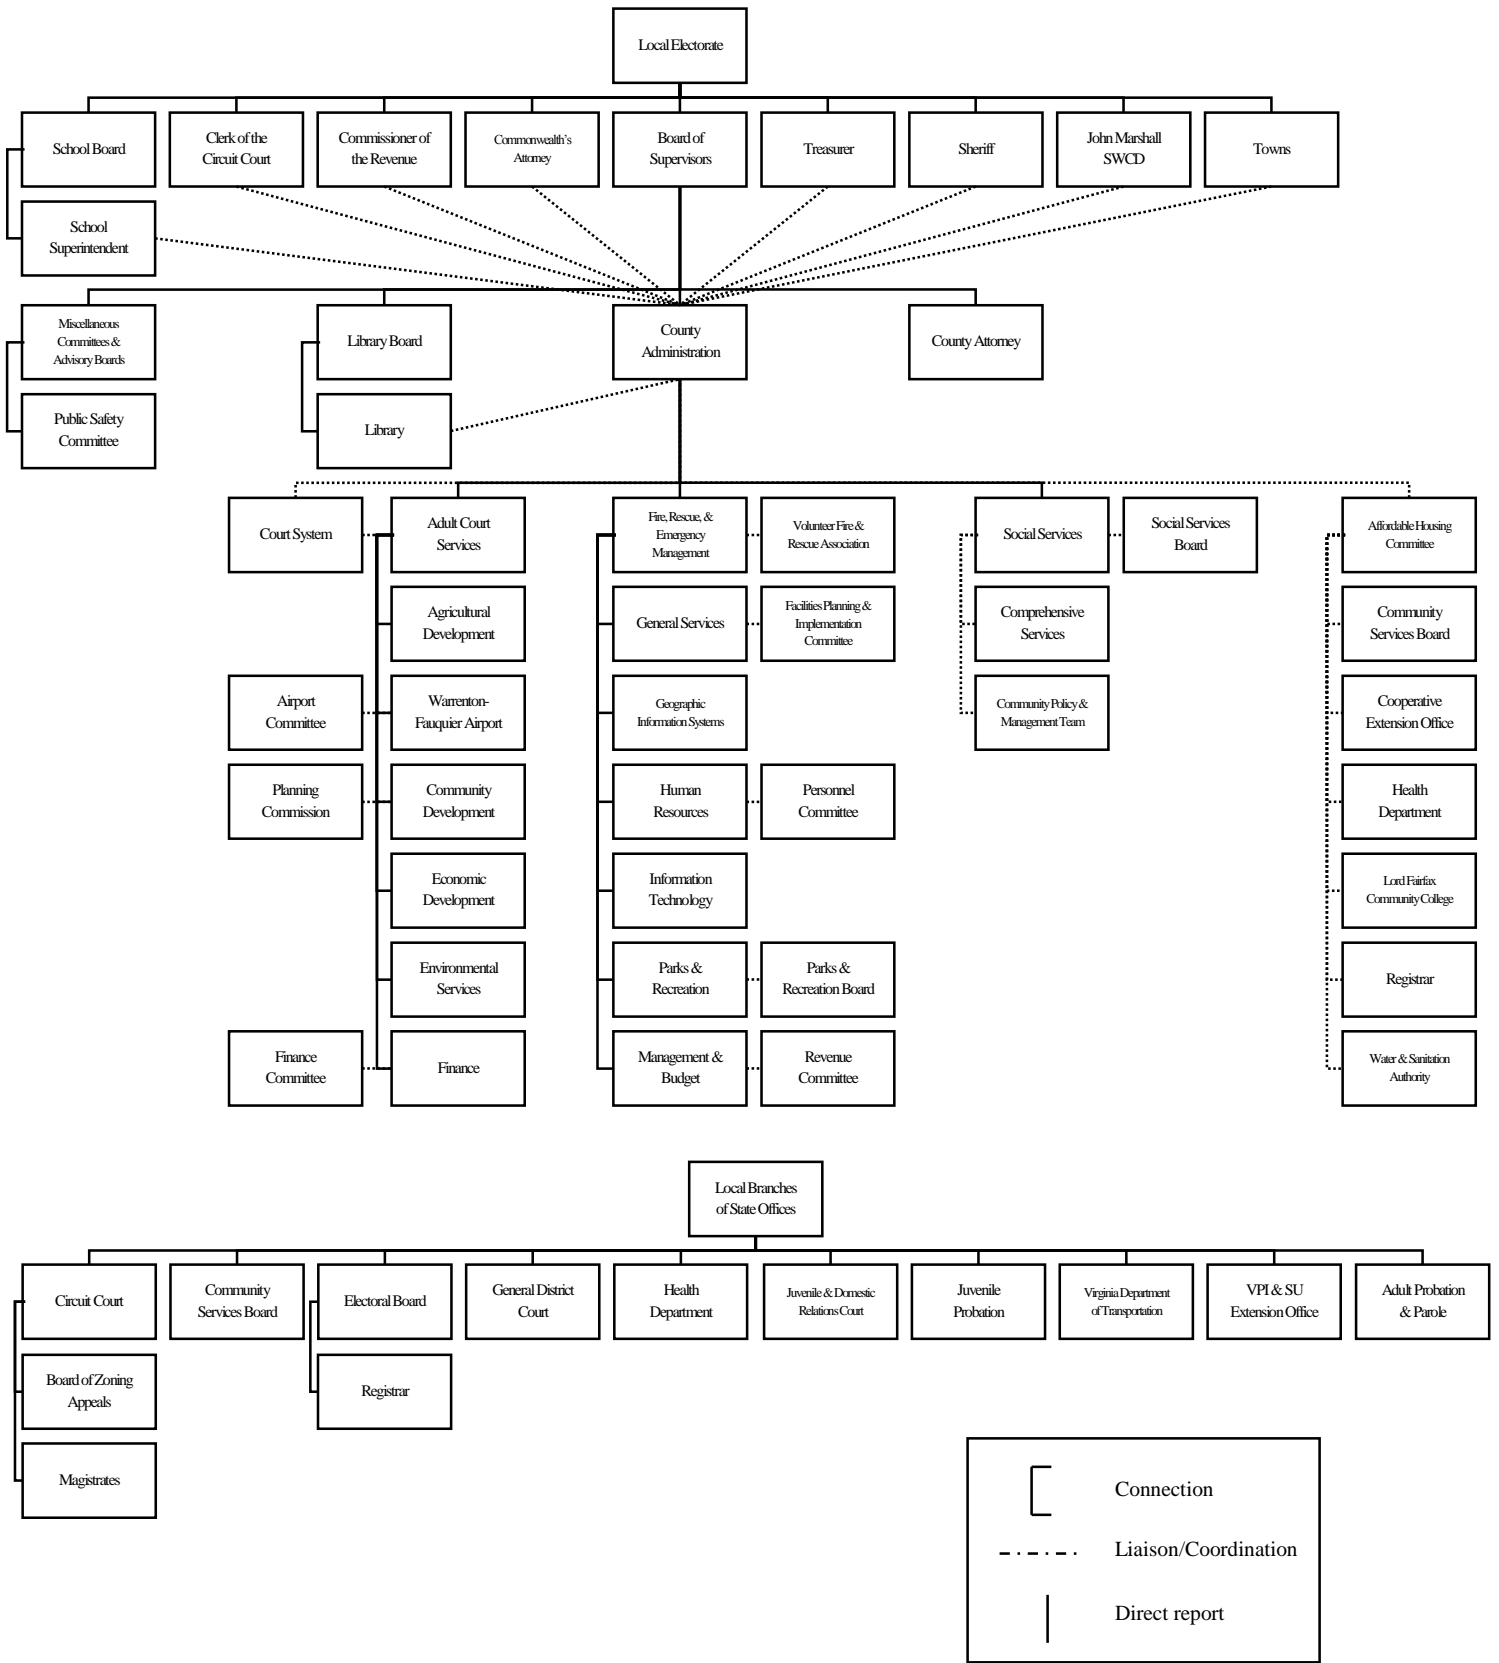 Local Electorate
School Board
Clerk of the
Circuit Court
Commissioner of
the Revenue
Commonwealth's
Attorney
Board of
Supervisors
Treasurer
Sheriff
John Marshall
SWCD
Towns
School
Superintendent
Miscellaneous
Committees &
Advisory Boards
Library Board
County
Administration
County Attorney
Public Safety
Committee
Library
Court System
Adult Court
Services
Fire, Rescue, &
Emergency
Management
Volunteer Fire &
Rescue Association
Social Services
Social Services
Board
Affordable Housing
Committee
Agricultural
Development
General Services
Facilities Planning &
Implementation
Committee
Comprehensive
Services
Community
Services Board
Airport
Committee
Warrenton-
Fauquier Airport
Geographic
Information Systems
Community Policy &
Management Team
Cooperative
Extension Office
Planning
Commission
Community
Development
Human
Resources
Personnel
Committee
Health
Department
Economic
Development
Information
Technology
Lord Fairfax
Community College
Environmental
Services
Parks &
Recreation
Parks &
Recreation Board
Registrar
Finance
Committee
Finance
Management &
Budget
Revenue
Committee
Water & Sanitation
Authority
Local Branches
of State Offices
Circuit Court
Community
Services Board
Electoral Board
General District
Court
Health
Department
Juvenile & Domestic
Relations Court
Juvenile
Probation
Virginia Department
of Transportation
VPI & SU
Extension Office
Adult Probation
& Parole
Board of Zoning
Appeals
Registrar
Magistrates
Connection
Liaison/Coordination
Direct report